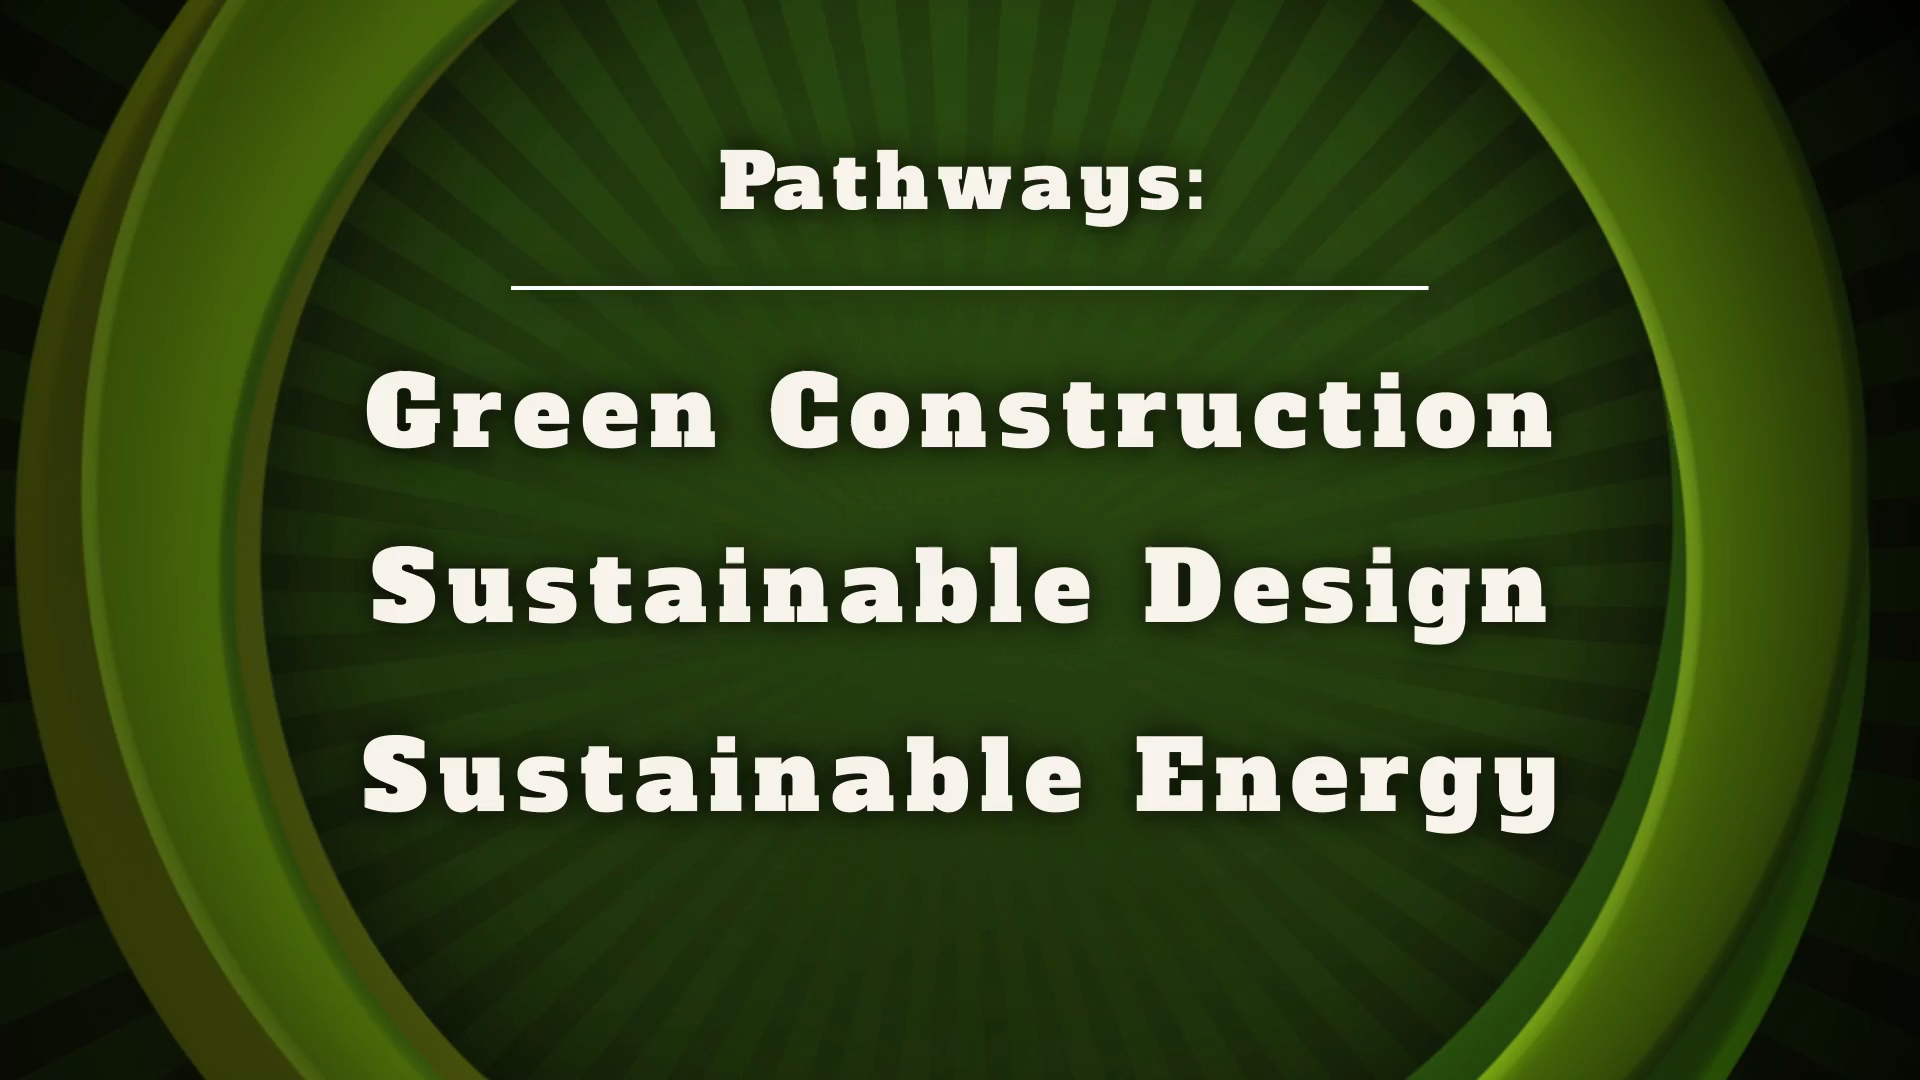 Pathways:
Green Construction
Sustainable Design
Sustainable Energy